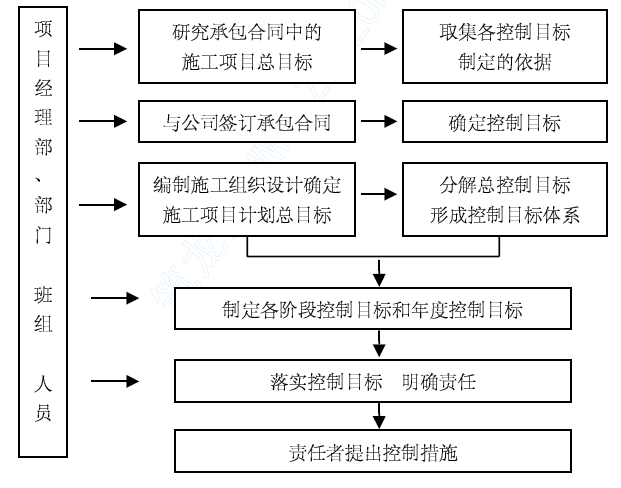 项目经理部、部门 班组 人员
研究承包合同中的
施工项目总目标
取集各控制目标
制定的依据
与公司签订承包合同
确定控制目标
编制施工组织设计确定
施工项目计划总目标
分解总控制目标
形成控制目标体系
制定各阶段控制目标和年度控制目标
落实控制目标 明确责任
责任者提出控制措施